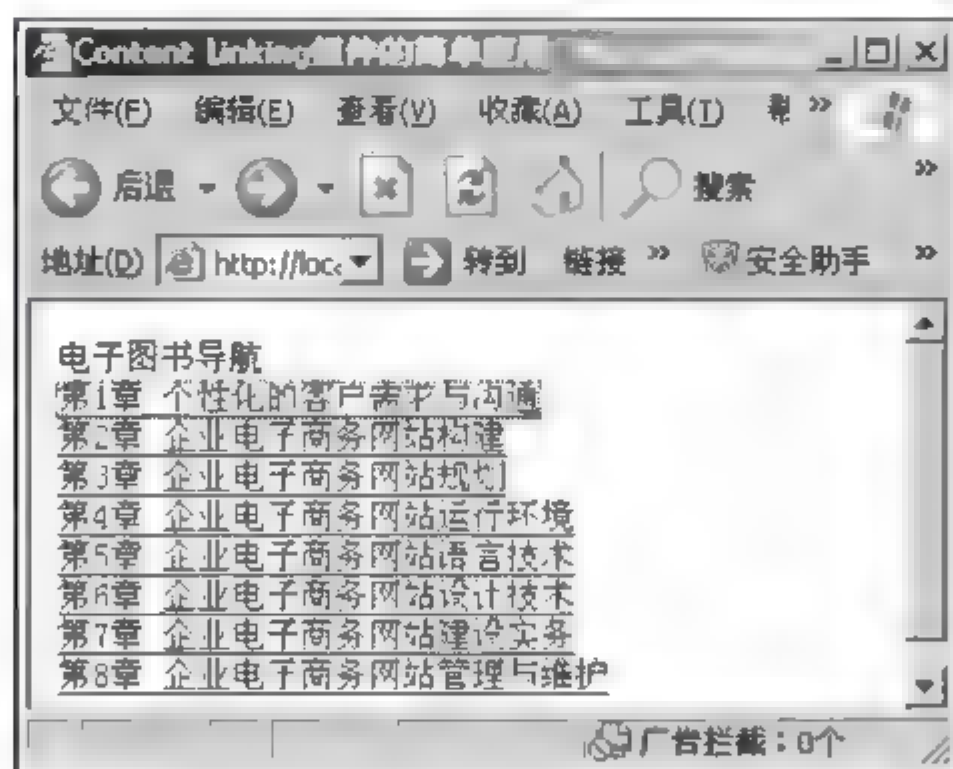 Content Linking组件的简单应用
文件(F) 编辑(E) 查看(V) 收藏(A) 工具(T) »
后退 搜索 »
地址(D) http://loc 转到 链接 » 安全助手 »
电子图书导航
第1章 个性化的客户需求与沟通
第2章 企业电子商务网站构建
第3章 企业电子商务网站规划
第4章 企业电子商务网站运行环境
第5章 企业电子商务网站语言技术
第6章 企业电子商务网站设计技术
第7章 企业电子商务网站建设实务
第8章 企业电子商务网站管理与维护
广告拦截：0个